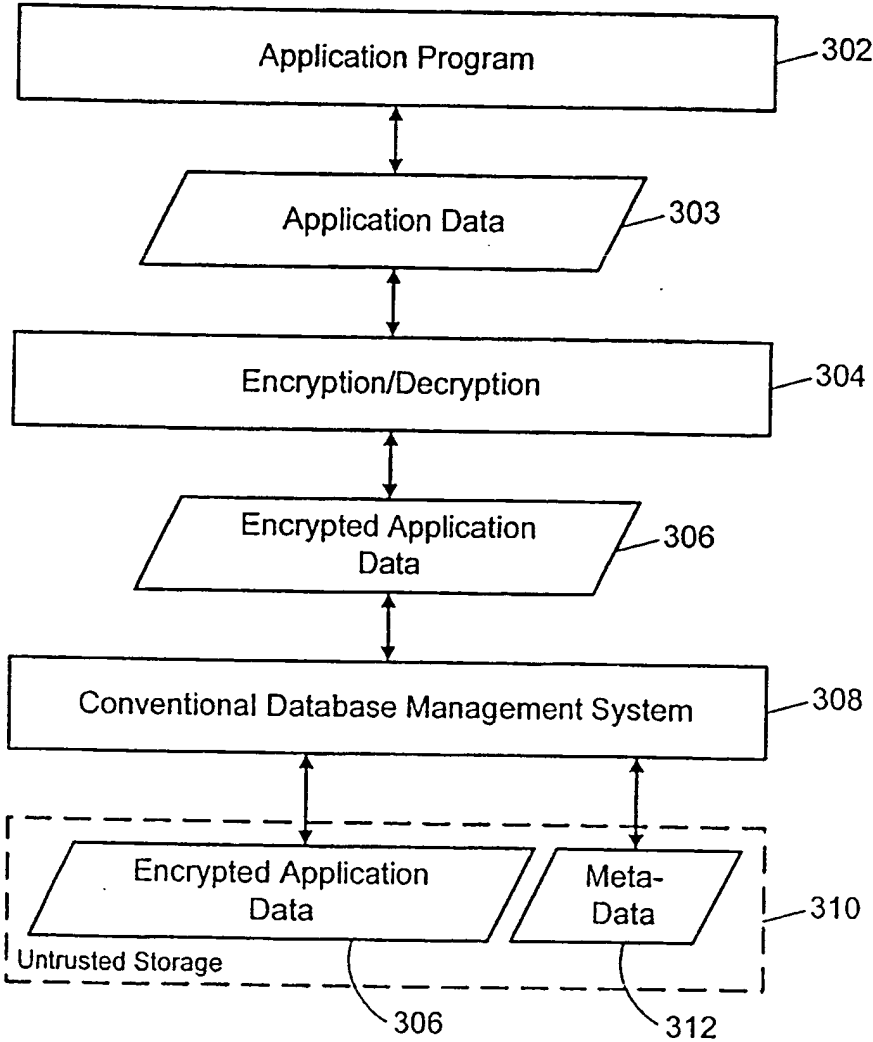 Application Program
302
Application Data
303
Encryption/Decryption
304
Encrypted Application
Data
306
Conventional Database Management System
308
Encrypted Application
Data
Meta-
Data
310
Untrusted Storage
306
312